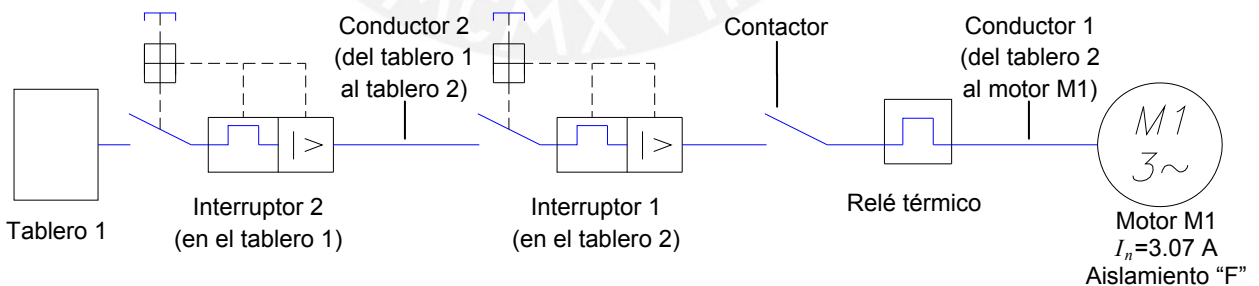 MCMXVII
Conductor 2
(del tablero 1
al tablero 2)
Contactor
Conductor 1
(del tablero 2
al motor M1)
I >
I >
M1
3~
Tablero 1
Interruptor 2
(en el tablero 1)
Interruptor 1
(en el tablero 2)
Relé térmico
Motor M1
In=3.07 A
Aislamiento “F”